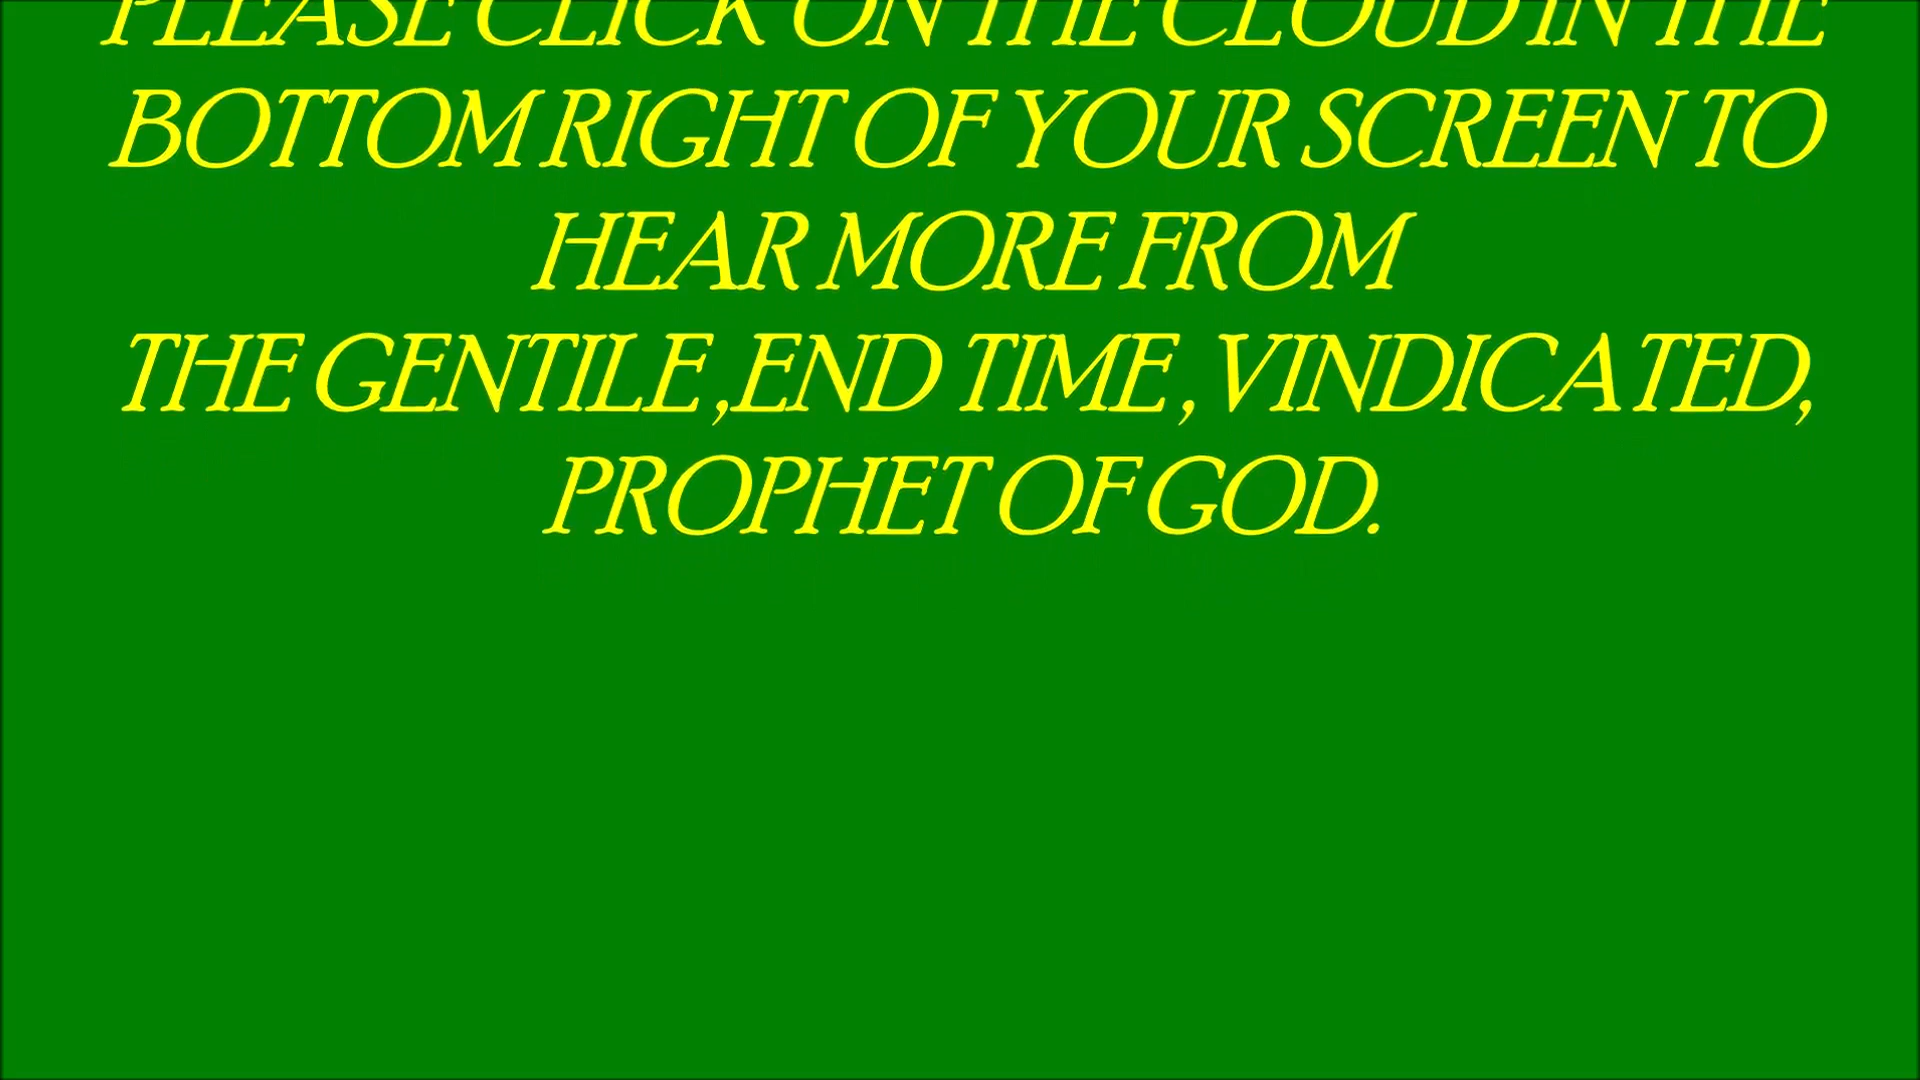 PLEASE CLICK ON THE CLOUD IN THE
BOTTOM RIGHT OF YOUR SCREEN TO
HEAR MORE FROM
THE GENTILE ,END TIME , VINDICATED,
PROPHET OF GOD.